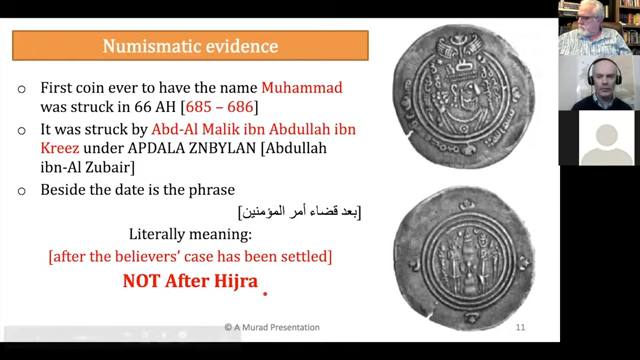 Numismatic evidence
o First coin ever to have the name Muhammad
was struck in 66 AH [685 – 686]
o It was struck by Abd-Al Malik ibn Abdullah ibn
Kreez under APDALA ZNBYLAN [Abdullah
ibn-Al Zubair]
o Beside the date is the phrase
[بعد قضاء أمر المؤمنين]
Literally meaning:
[after the believers' case has been settled]
NOT After Hijra
© A Murad Presentation
11